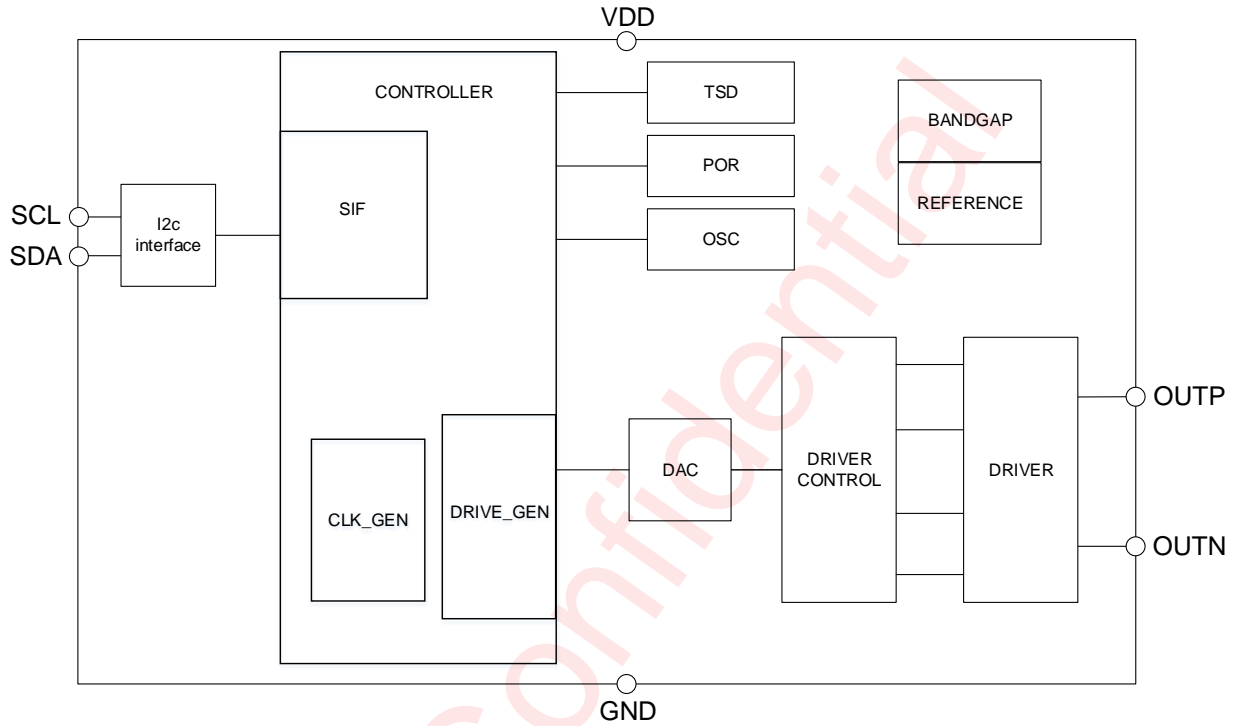 VDD
CONTROLLER
TSD
BANDGAP
POR
REFERENCE
SIF
SCL
I2c
interface
OSC
SDA
OUTP
DAC
DRIVER
CONTROL
DRIVER
CLK_GEN
DRIVE_GEN
OUTN
GND
Confidential